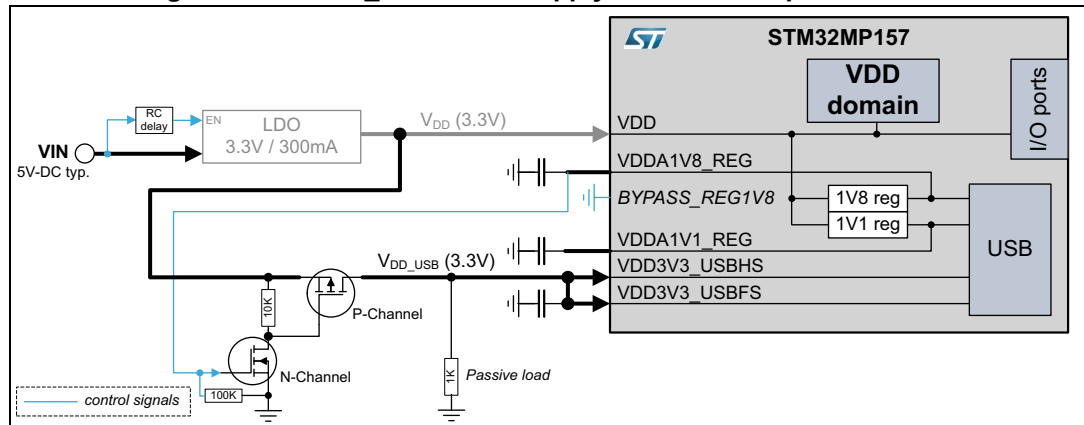 STM32MP157
VDD
domain
I/O ports
RC
delay
EN
LDO
3.3V / 300mA
VDD (3.3V)
VDD
VIN
5V-DC typ.
VDDA1V8_REG
BYPASS_REG1V8
1V8 reg
1V1 reg
USB
VDDA1V1_REG
VDD_USB (3.3V)
VDD3V3_USBHS
VDD3V3_USBFS
10K
P-Channel
N-Channel
1K
Passive load
100K
control signals